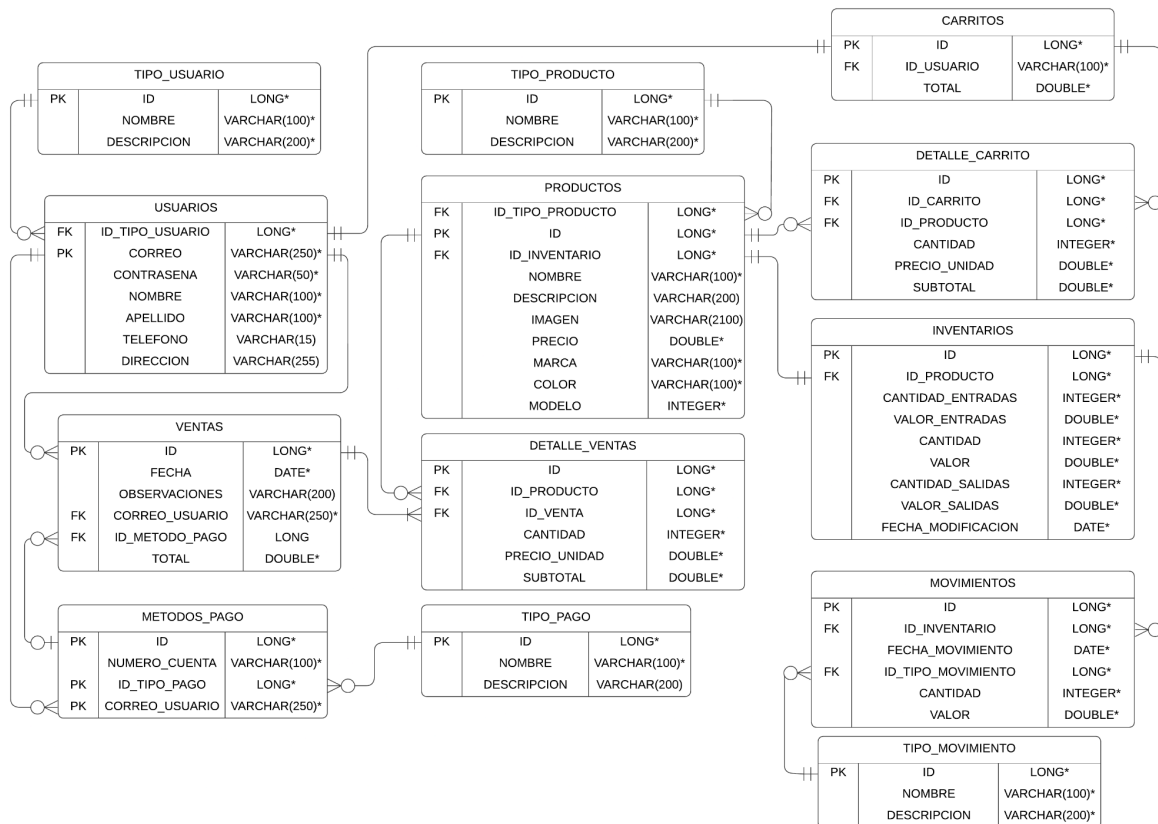 CARRITOS
PK ID LONG*
FK ID_USUARIO VARCHAR(100)*
TOTAL DOUBLE*
TIPO_USUARIO
PK ID LONG*
NOMBRE VARCHAR(100)*
DESCRIPCION VARCHAR(200)*
TIPO_PRODUCTO
PK ID LONG*
NOMBRE VARCHAR(100)*
DESCRIPCION VARCHAR(200)*
DETALLE_CARRITO
PK ID LONG*
FK ID_CARRITO LONG*
FK ID_PRODUCTO LONG*
CANTIDAD INTEGER*
PRECIO_UNIDAD DOUBLE*
SUBTOTAL DOUBLE*
USUARIOS
FK ID_TIPO_USUARIO LONG*
PK CORREO VARCHAR(250)*
CONTRASENA VARCHAR(50)*
NOMBRE VARCHAR(100)*
APELLIDO VARCHAR(100)*
TELEFONO VARCHAR(15)
DIRECCION VARCHAR(255)
PRODUCTOS
FK ID_TIPO_PRODUCTO LONG*
PK ID LONG*
FK ID_INVENTARIO LONG*
NOMBRE VARCHAR(100)*
DESCRIPCION VARCHAR(200)
IMAGEN VARCHAR(2100)
PRECIO DOUBLE*
MARCA VARCHAR(100)*
COLOR VARCHAR(100)*
MODELO INTEGER*
INVENTARIOS
PK ID LONG*
FK ID_PRODUCTO LONG*
CANTIDAD_ENTRADAS INTEGER*
VALOR_ENTRADAS DOUBLE*
CANTIDAD INTEGER*
VALOR DOUBLE*
CANTIDAD_SALIDAS INTEGER*
VALOR_SALIDAS DOUBLE*
FECHA_MODIFICACION DATE*
VENTAS
PK ID LONG*
FECHA DATE*
OBSERVACIONES VARCHAR(200)
FK CORREO_USUARIO VARCHAR(250)*
FK ID_METODO_PAGO LONG
TOTAL DOUBLE*
DETALLE_VENTAS
PK ID LONG*
FK ID_PRODUCTO LONG*
FK ID_VENTA LONG*
CANTIDAD INTEGER*
PRECIO_UNIDAD DOUBLE*
SUBTOTAL DOUBLE*
METODOS_PAGO
PK ID LONG*
NUMERO_CUENTA VARCHAR(100)*
PK ID_TIPO_PAGO LONG*
PK CORREO_USUARIO VARCHAR(250)*
TIPO_PAGO
PK ID LONG*
NOMBRE VARCHAR(100)*
DESCRIPCION VARCHAR(200)
MOVIMIENTOS
PK ID LONG*
FK ID_INVENTARIO LONG*
FECHA_MOVIMIENTO DATE*
FK ID_TIPO_MOVIMIENTO LONG*
CANTIDAD INTEGER*
VALOR DOUBLE*
TIPO_MOVIMIENTO
PK ID LONG*
NOMBRE VARCHAR(100)*
DESCRIPCION VARCHAR(200)*